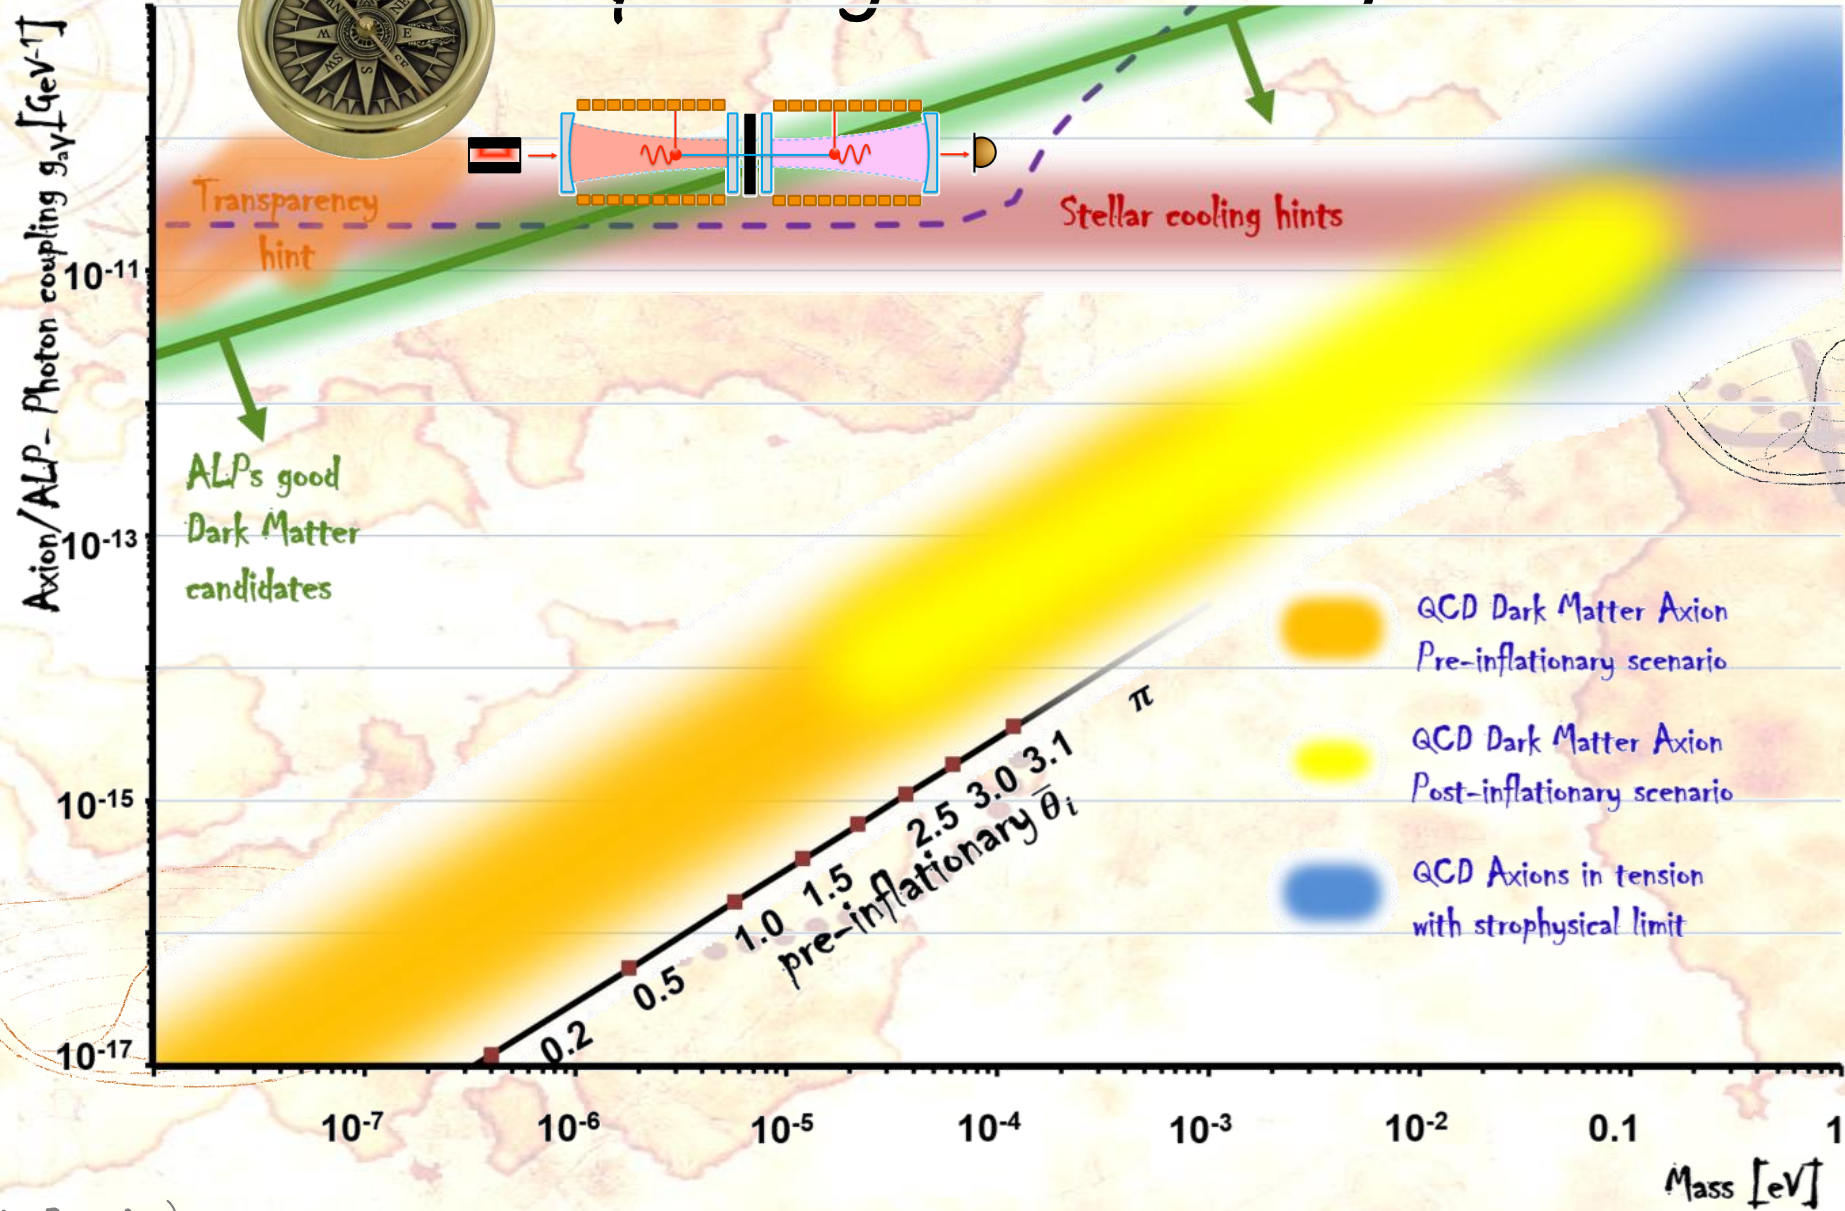 Axion/ALP- Photon coupling gaγ[GeV-1]
10-11
10-13
10-15
10-17
Transparency
hint
Stellar cooling hints
ALPs good
Dark Matter
candidates
QCD Dark Matter Axion
Pre-inflationary scenario
QCD Dark Matter Axion
Post-inflationary scenario
QCD Axions in tension
with strophysical limit
π
3.1
3.0
2.5
1.5
1.0
0.5
0.2
pre-inflationary θ̄i
10-7 10-6 10-5 10-4 10-3 10-2 0.1 1
Mass [eV]